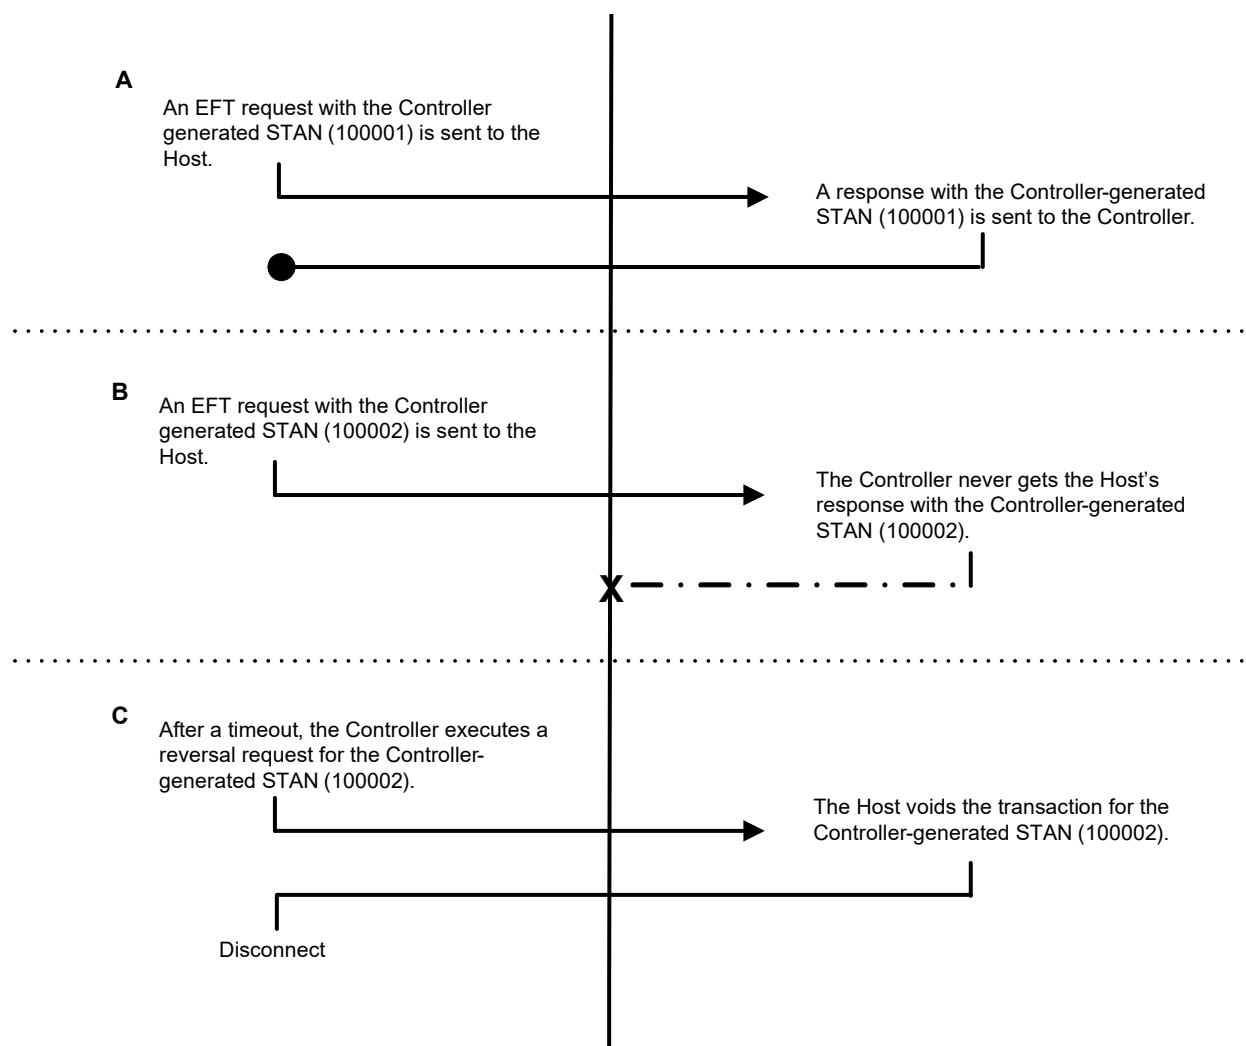 A
An EFT request with the Controller
generated STAN (100001) is sent to the
Host.
A response with the Controller-generated
STAN (100001) is sent to the Controller.
B
An EFT request with the Controller
generated STAN (100002) is sent to the
Host.
The Controller never gets the Host’s
response with the Controller-generated
STAN (100002).
X
C
After a timeout, the Controller executes a
reversal request for the Controller-
generated STAN (100002).
The Host voids the transaction for the
Controller-generated STAN (100002).
Disconnect